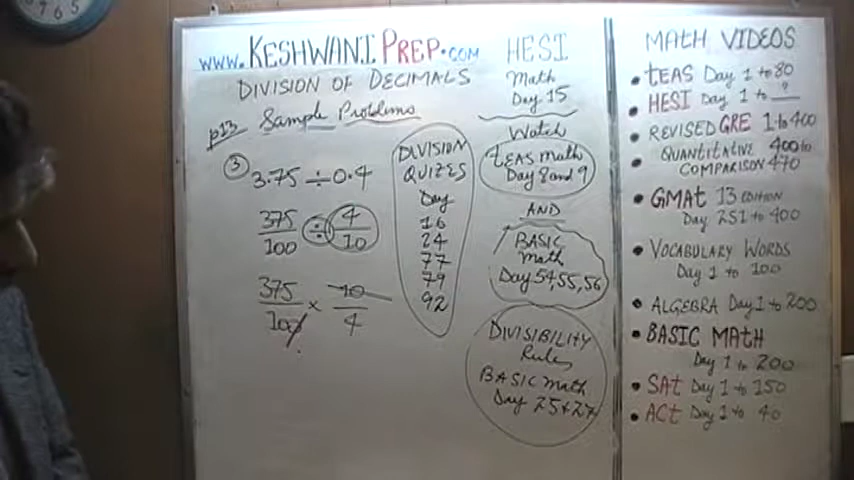 www.KESHWANIPREP.com
DIVISION OF DECIMALS
p13 Sample Problems
3 3.75 ÷ 0.4
375/100 ÷ 4/10
375/100 × 10/4
DIVISION
QUIZES
Day
16
24
77
79
92
HESI
Math
Day 15
Watch
TEAS Math
Day 8 and 9
AND
BASIC
Math
Day 54, 55, 56
DIVISIBILITY
Rules
BASIC Math
Day 25 + 27
MATH VIDEOS
• TEAS Day 1 to 80
• HESI Day 1 to ?
• REVISED GRE 1 to 400
• QUANTITATIVE 400 to
COMPARISON 470
• GMAT 13 EDITION
Day 251 to 400
• VOCABULARY WORDS
Day 1 to 100
• ALGEBRA Day 1 to 200
• BASIC MATH
Day 1 to 200
• SAT Day 1 to 150
• ACT Day 1 to 40
7 6 5